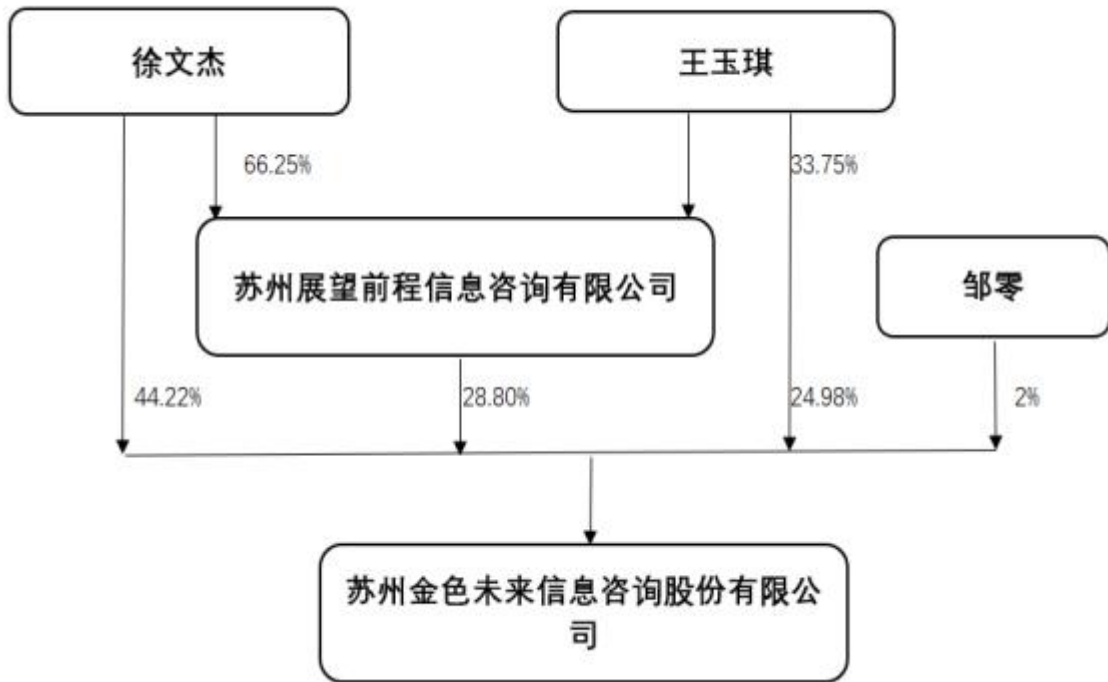 徐文杰
王玉琪
66.25%
33.75%
苏州展望前程信息咨询有限公司
邹零
44.22%
28.80%
24.98%
2%
苏州金色未来信息咨询股份有限公
司